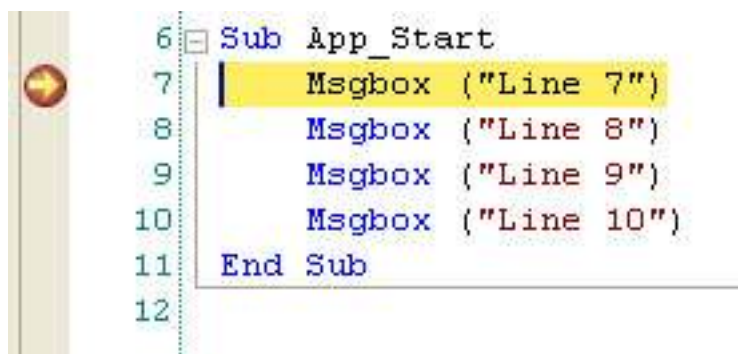 6 Sub App_Start
7 Msgbox ("Line 7")
8 Msgbox ("Line 8")
9 Msgbox ("Line 9")
10 Msgbox ("Line 10")
11 End Sub
12